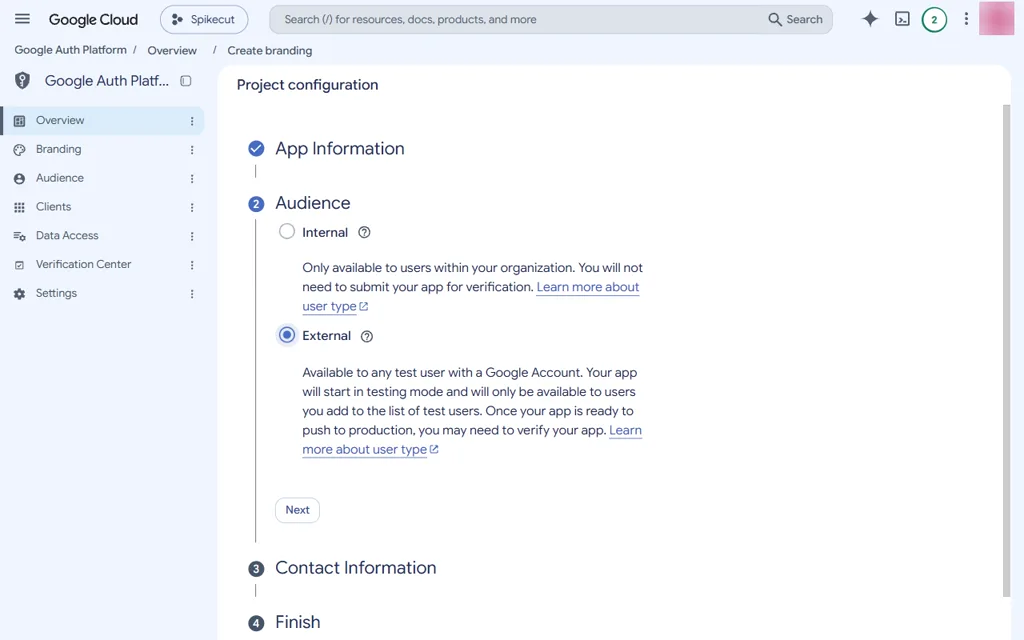 Google Cloud
Spikecut
Search (/) for resources, docs, products, and more
Search
2
Google Auth Platform / Overview / Create branding
Google Auth Platf...
Overview
Branding
Audience
Clients
Data Access
Verification Center
Settings
Project configuration
App Information
2 Audience
Internal
Only available to users within your organization. You will not
need to submit your app for verification. Learn more about
user type
External
Available to any test user with a Google Account. Your app
will start in testing mode and will only be available to users
you add to the list of test users. Once your app is ready to
push to production, you may need to verify your app. Learn
more about user type
Next
3 Contact Information
4 Finish